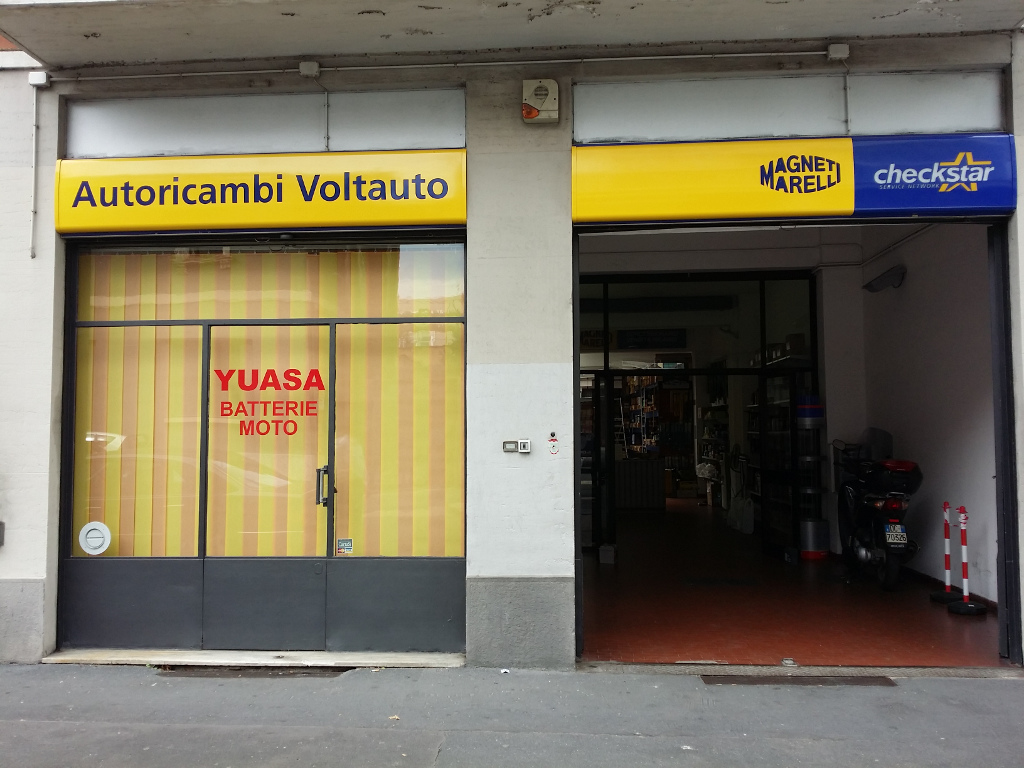 Autoricambi Voltauto
MAGNETI
MARELLI
checkstar
SERVICE NETWORK
YUASA
BATTERIE
MOTO